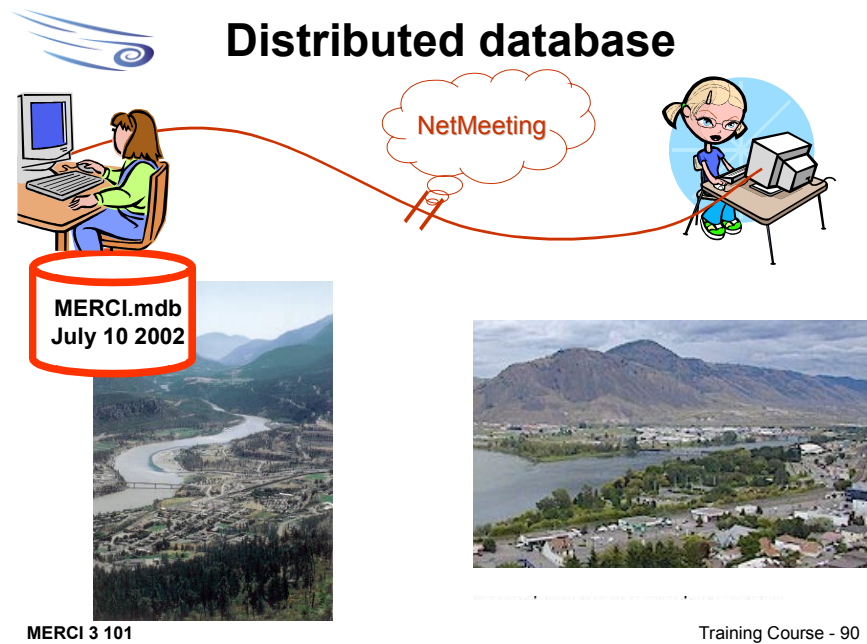 Distributed database
NetMeeting
MERCI.mdb
July 10 2002
MERCI 3 101
Training Course - 90